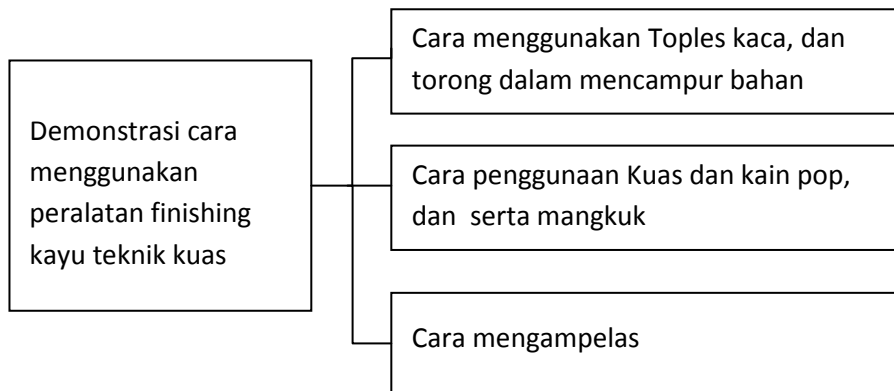 Demonstrasi cara
menggunakan
peralatan finishing
kayu teknik kuas
Cara menggunakan Toples kaca, dan
torong dalam mencampur bahan
Cara penggunaan Kuas dan kain pop,
dan serta mangkuk
Cara mengampelas